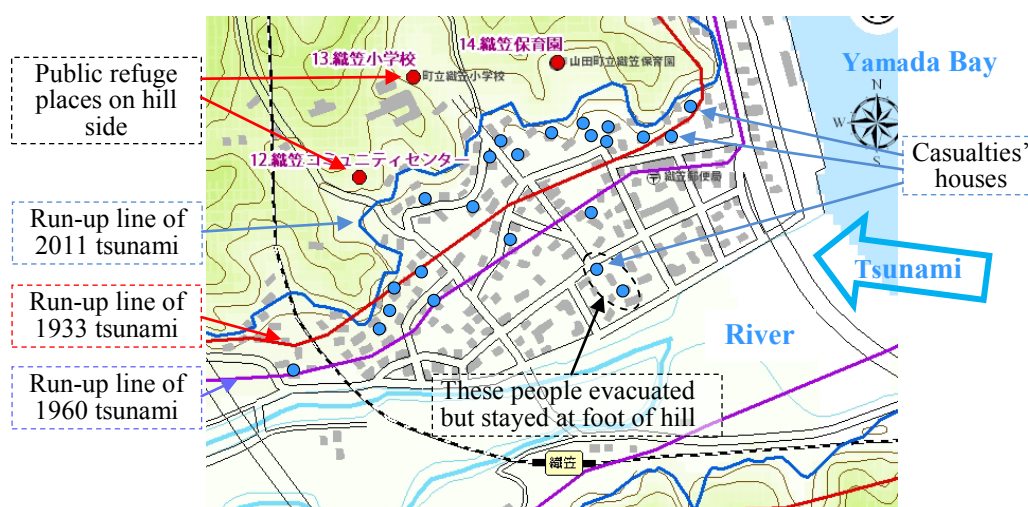 Public refuge
places on hill
side
Run-up line of
2011 tsunami
Run-up line of
1933 tsunami
Run-up line of
1960 tsunami
13.織笠小学校
町立織笠小学校
14.織笠保育園
山田町立織笠保育園
12.織笠コミュニティセンター
織笠郵便局
Yamada Bay
N
W
E
S
Casualties’
houses
Tsunami
River
These people evacuated
but stayed at foot of hill
織笠